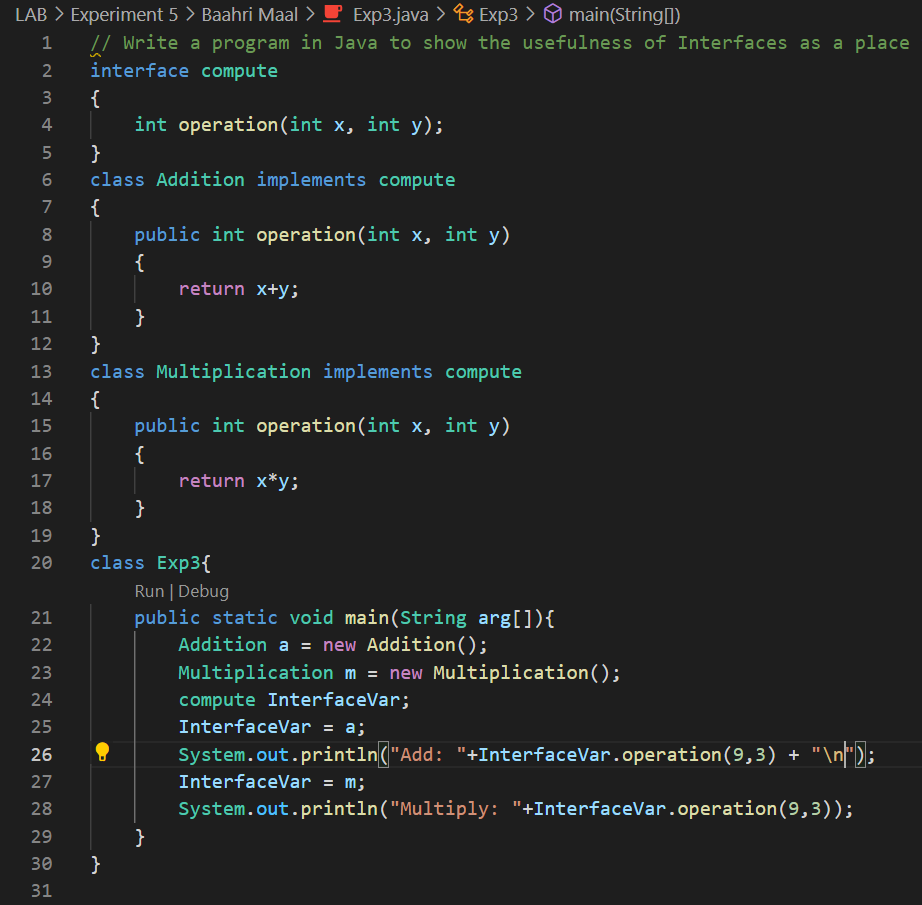 LAB > Experiment 5 > Baahri Maal > Exp3.java > Exp3 > main(String[])
1 // Write a program in Java to show the usefulness of Interfaces as a place
2 interface compute
3 {
4     int operation(int x, int y);
5 }
6 class Addition implements compute
7 {
8     public int operation(int x, int y)
9     {
10         return x+y;
11     }
12 }
13 class Multiplication implements compute
14 {
15     public int operation(int x, int y)
16     {
17         return x*y;
18     }
19 }
20 class Exp3{
Run | Debug
21     public static void main(String arg[]){
22         Addition a = new Addition();
23         Multiplication m = new Multiplication();
24         compute InterfaceVar;
25         InterfaceVar = a;
26         System.out.println("Add: "+InterfaceVar.operation(9,3) + "\n");
27         InterfaceVar = m;
28         System.out.println("Multiply: "+InterfaceVar.operation(9,3));
29     }
30 }
31